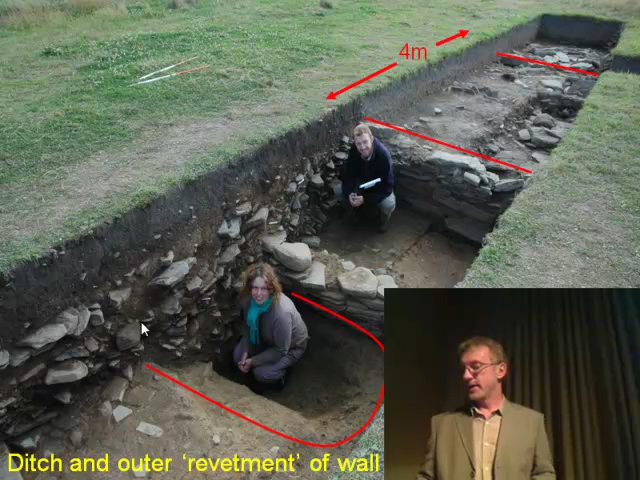 4m
Ditch and outer ‘revetment’ of wall